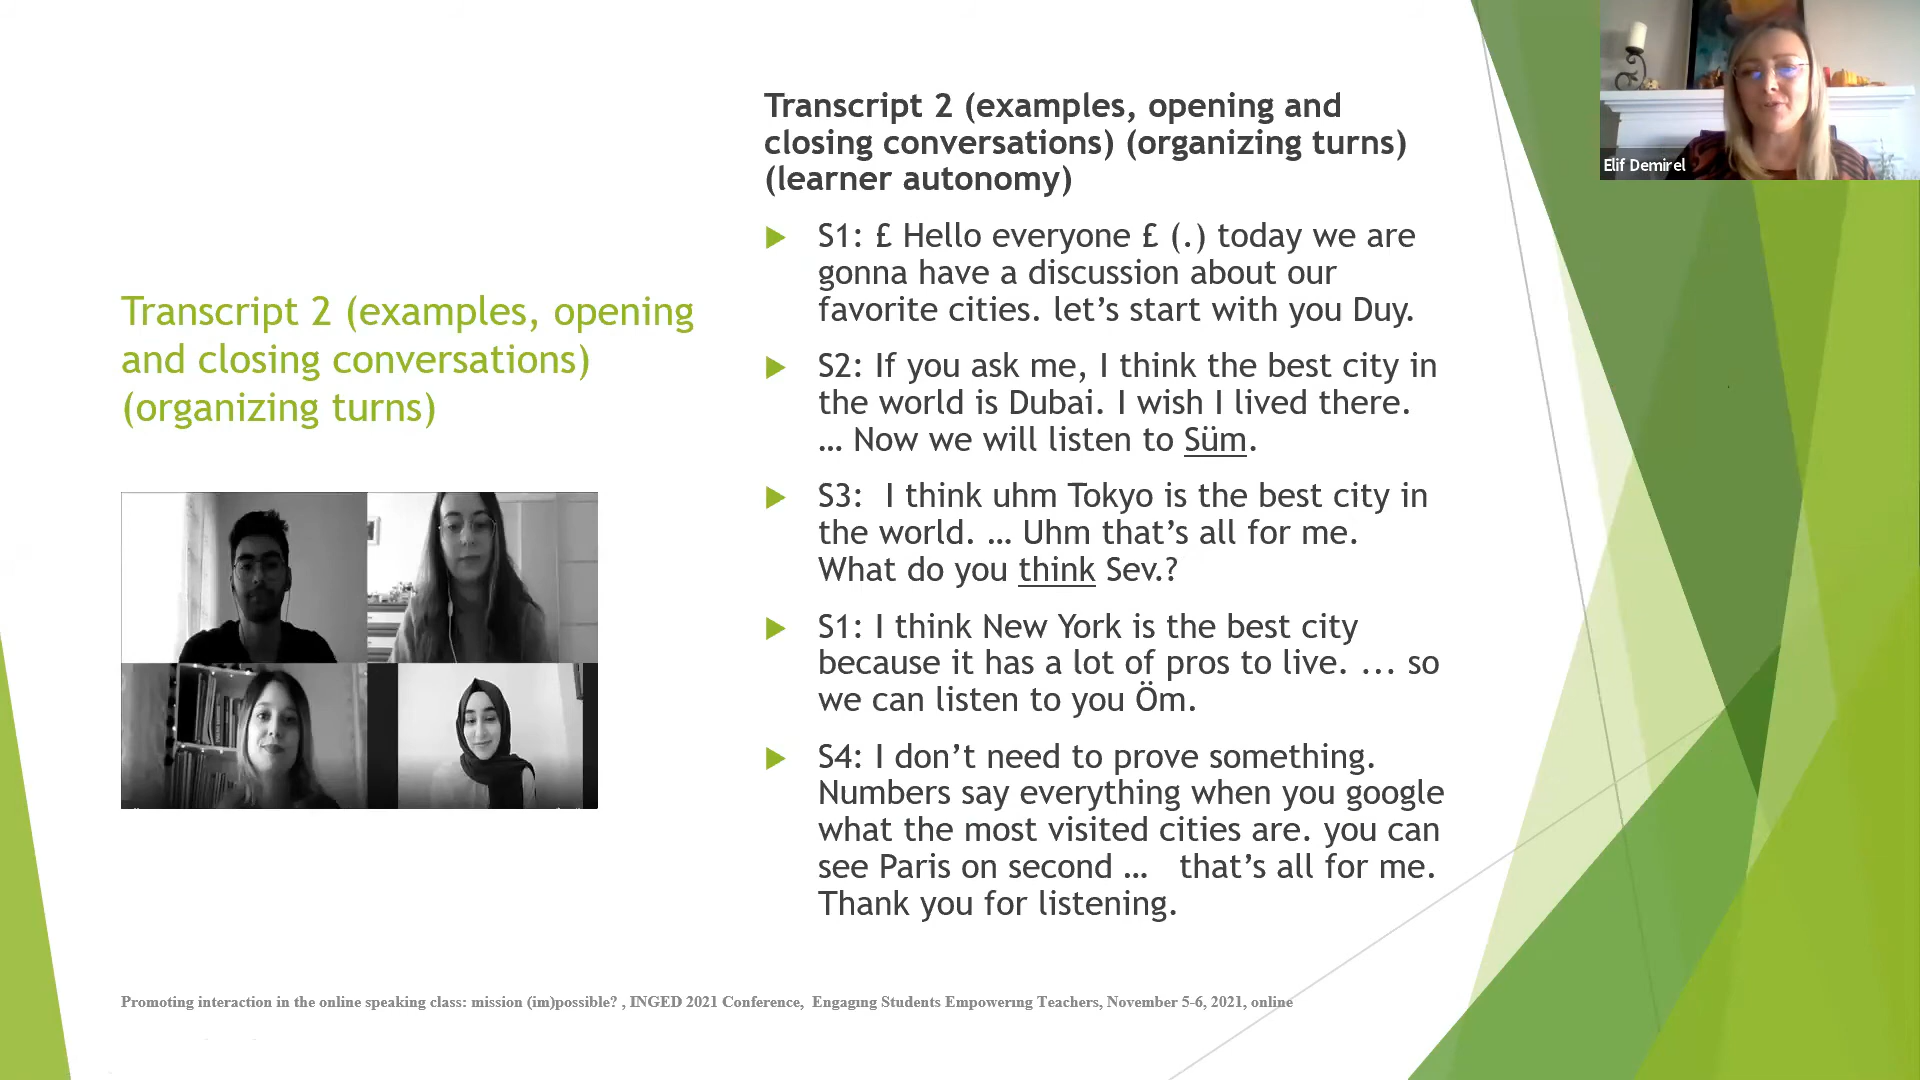 Transcript 2 (examples, opening
and closing conversations)
(organizing turns)
Transcript 2 (examples, opening and
closing conversations) (organizing turns)
(learner autonomy)
S1: £ Hello everyone £ (.) today we are
gonna have a discussion about our
favorite cities. let’s start with you Duy.
S2: If you ask me, I think the best city in
the world is Dubai. I wish I lived there.
… Now we will listen to Süm.
S3:  I think uhm Tokyo is the best city in
the world. … Uhm that’s all for me.
What do you think Sev.?
S1: I think New York is the best city
because it has a lot of pros to live. ... so
we can listen to you Öm.
S4: I don’t need to prove something.
Numbers say everything when you google
what the most visited cities are. you can
see Paris on second …   that’s all for me.
Thank you for listening.
Elif Demirel
Promoting interaction in the online speaking class: mission (im)possible? , INGED 2021 Conference,  Engagıng Students Empowerıng Teachers, November 5-6, 2021, online